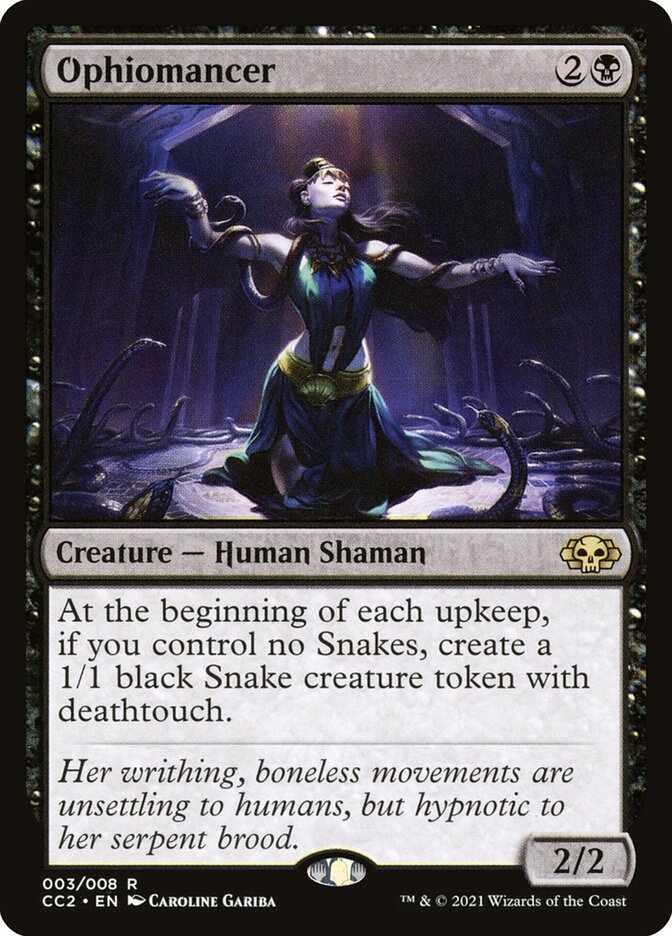 Ophiomancer 2
Creature — Human Shaman
At the beginning of each upkeep,
if you control no Snakes, create a
1/1 black Snake creature token with
deathtouch.
Her writhing, boneless movements are
unsettling to humans, but hypnotic to
her serpent brood.
2/2
003/008 R
CC2 • EN Caroline Gariba ™ & © 2021 Wizards of the Coast